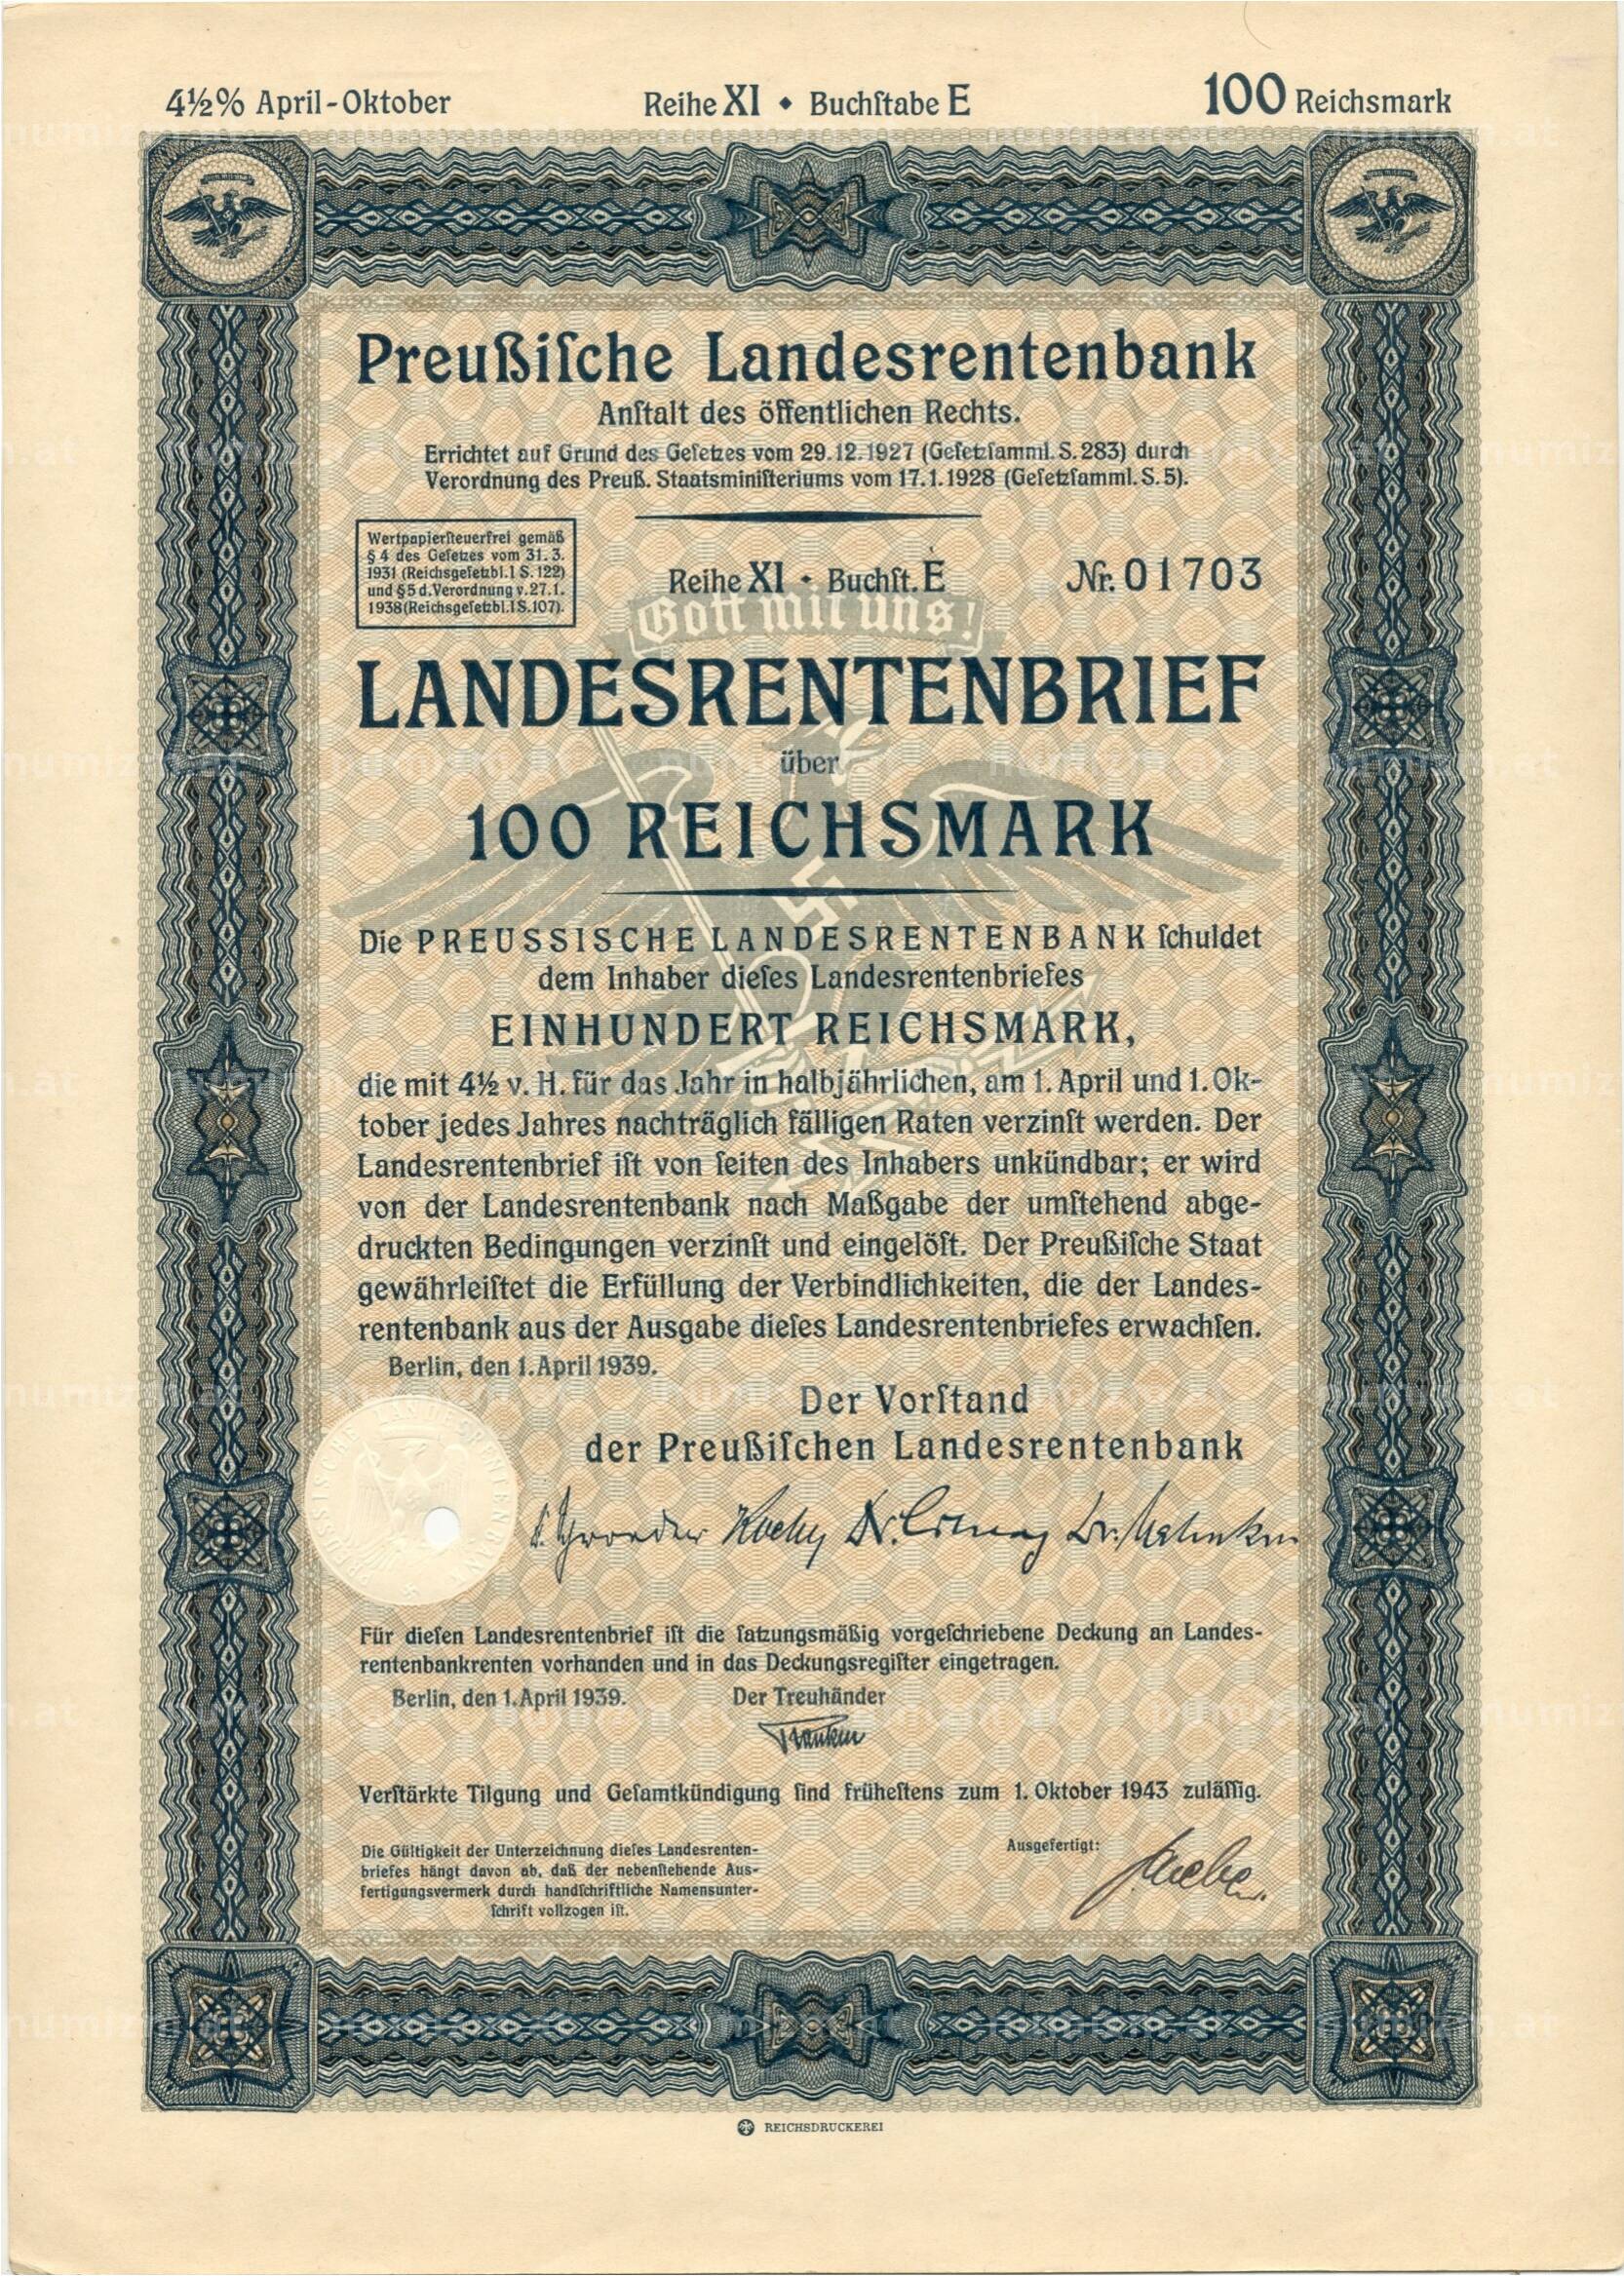 4½% April-Oktober Reihe XI • Buchſtabe E 100 Reichsmark
Preußiſche Landesrentenbank
Anſtalt des öffentlichen Rechts.
Errichtet auf Grund des Geſetzes vom 29.12.1927 (Geſetzſamml. S. 283) durch
Verordnung des Preuß. Staatsminiſteriums vom 17.1.1928 (Geſetzſamml. S. 5).
Wertpapierſteuerfrei gemäß
§ 4 des Geſetzes vom 31. 3.
1931 (Reichsgeſetzbl. I S. 122)
und § 5 d. Verordnung v. 27.1.
1938 (Reichsgeſetzbl. I S. 107).
Reihe XI • Buchſt. E Nr. 01703
Gott mit uns!
LANDESRENTENBRIEF
über
100 REICHSMARK
Die PREUSSISCHE LANDESRENTENBANK ſchuldet
dem Inhaber dieſes Landesrentenbriefes
EINHUNDERT REICHSMARK,
die mit 4½ v. H. für das Jahr in halbjährlichen, am 1. April und 1. Ok-
tober jedes Jahres nachträglich fälligen Raten verzinſt werden. Der
Landesrentenbrief iſt von ſeiten des Inhabers unkündbar; er wird
von der Landesrentenbank nach Maßgabe der umſtehend abge-
druckten Bedingungen verzinſt und eingelöſt. Der Preußiſche Staat
gewährleiſtet die Erfüllung der Verbindlichkeiten, die der Landes-
rentenbank aus der Ausgabe dieſes Landesrentenbriefes erwachſen.
Berlin, den 1. April 1939.
Der Vorſtand
der Preußiſchen Landesrentenbank
PREUSSISCHE LANDESRENTENBANK
Für dieſen Landesrentenbrief iſt die ſatzungsmäßig vorgeſchriebene Deckung an Landes-
rentenbankrenten vorhanden und in das Deckungsregiſter eingetragen.
Berlin, den 1. April 1939. Der Treuhänder
Verſtärkte Tilgung und Geſamtkündigung ſind früheſtens zum 1. Oktober 1943 zuläſſig.
Die Gültigkeit der Unterzeichnung dieſes Landesrenten-
briefes hängt davon ab, daß der nebenſtehende Aus-
fertigungsvermerk durch handſchriftliche Namensunter-
ſchrift vollzogen iſt.
Ausgefertigt:
REICHSDRUCKEREI
numizm.at